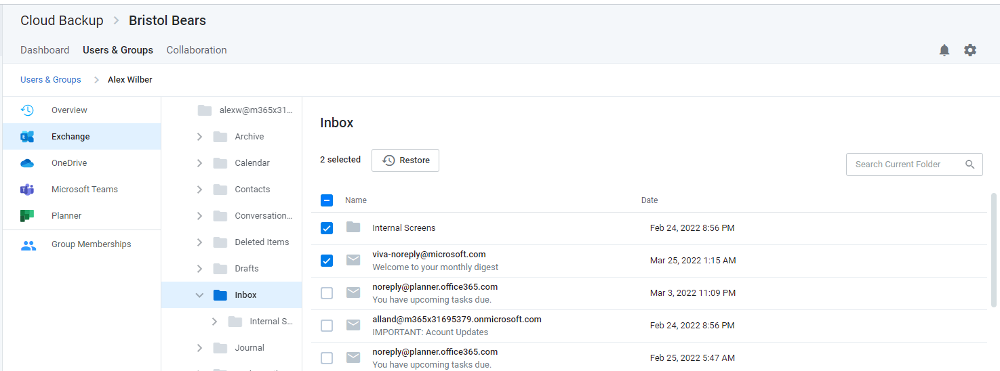 Cloud Backup > Bristol Bears
Dashboard Users & Groups Collaboration
Users & Groups > Alex Wilber
Overview
Exchange
OneDrive
Microsoft Teams
Planner
Group Memberships
alexw@m365x31...
Archive
Calendar
Contacts
Conversation...
Deleted Items
Drafts
Inbox
Internal S...
Journal
Inbox
2 selected Restore Search Current Folder
Name Date
Internal Screens Feb 24, 2022 8:56 PM
viva-noreply@microsoft.com Mar 25, 2022 1:15 AM
Welcome to your monthly digest
noreply@planner.office365.com Mar 3, 2022 11:09 PM
You have upcoming tasks due.
alland@m365x31695379.onmicrosoft.com Feb 24, 2022 8:56 PM
IMPORTANT: Acount Updates
noreply@planner.office365.com Feb 25, 2022 5:47 AM
You have upcoming tasks due.